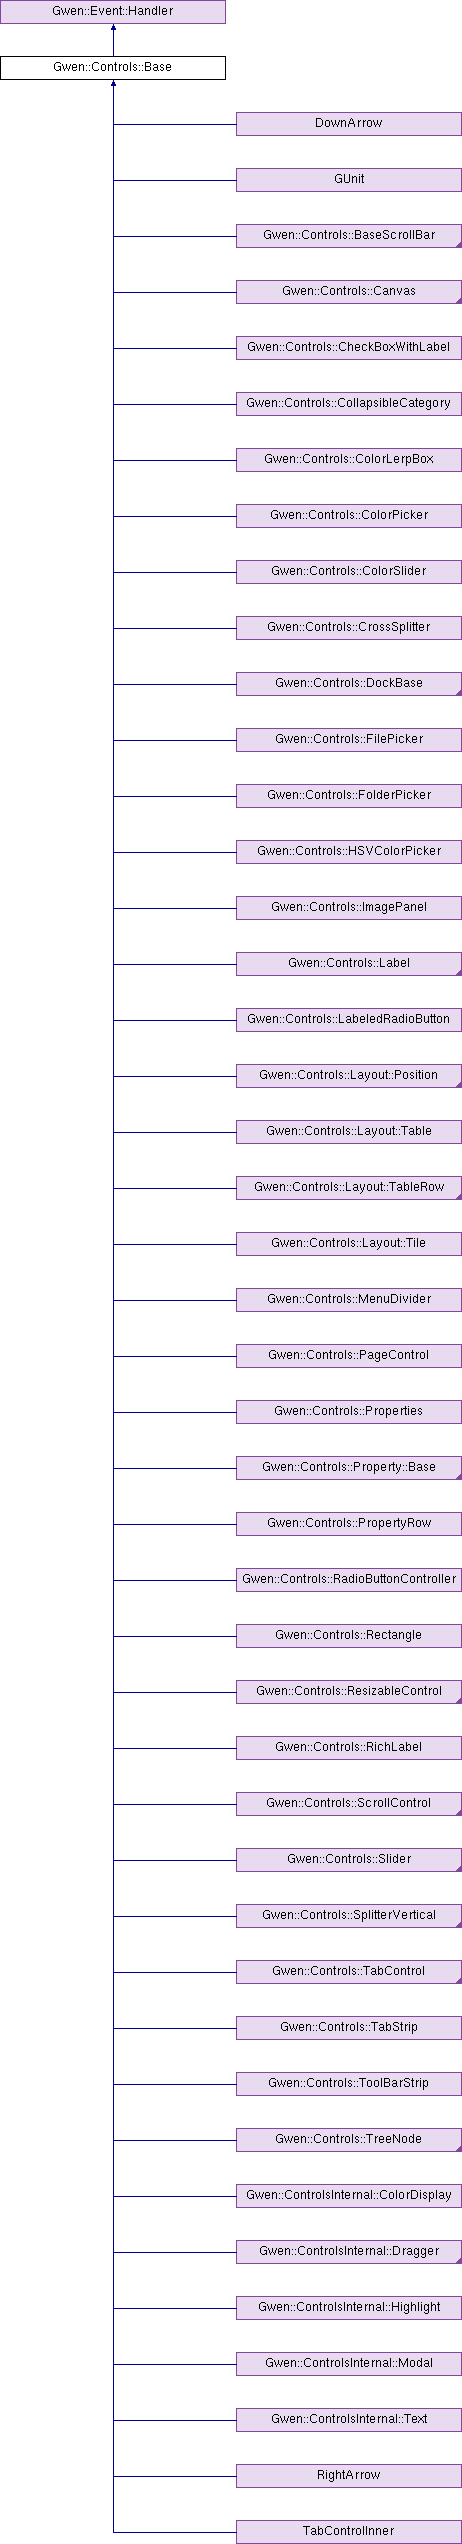 Gwen::Event::Handler
Gwen::Controls::Base
DownArrow
GUnit
Gwen::Controls::BaseScrollBar
Gwen::Controls::Canvas
Gwen::Controls::CheckBoxWithLabel
Gwen::Controls::CollapsibleCategory
Gwen::Controls::ColorLerpBox
Gwen::Controls::ColorPicker
Gwen::Controls::ColorSlider
Gwen::Controls::CrossSplitter
Gwen::Controls::DockBase
Gwen::Controls::FilePicker
Gwen::Controls::FolderPicker
Gwen::Controls::HSVColorPicker
Gwen::Controls::ImagePanel
Gwen::Controls::Label
Gwen::Controls::LabeledRadioButton
Gwen::Controls::Layout::Position
Gwen::Controls::Layout::Table
Gwen::Controls::Layout::TableRow
Gwen::Controls::Layout::Tile
Gwen::Controls::MenuDivider
Gwen::Controls::PageControl
Gwen::Controls::Properties
Gwen::Controls::Property::Base
Gwen::Controls::PropertyRow
Gwen::Controls::RadioButtonController
Gwen::Controls::Rectangle
Gwen::Controls::ResizableControl
Gwen::Controls::RichLabel
Gwen::Controls::ScrollControl
Gwen::Controls::Slider
Gwen::Controls::SplitterVertical
Gwen::Controls::TabControl
Gwen::Controls::TabStrip
Gwen::Controls::ToolBarStrip
Gwen::Controls::TreeNode
Gwen::ControlsInternal::ColorDisplay
Gwen::ControlsInternal::Dragger
Gwen::ControlsInternal::Highlight
Gwen::ControlsInternal::Modal
Gwen::ControlsInternal::Text
RightArrow
TabControlInner